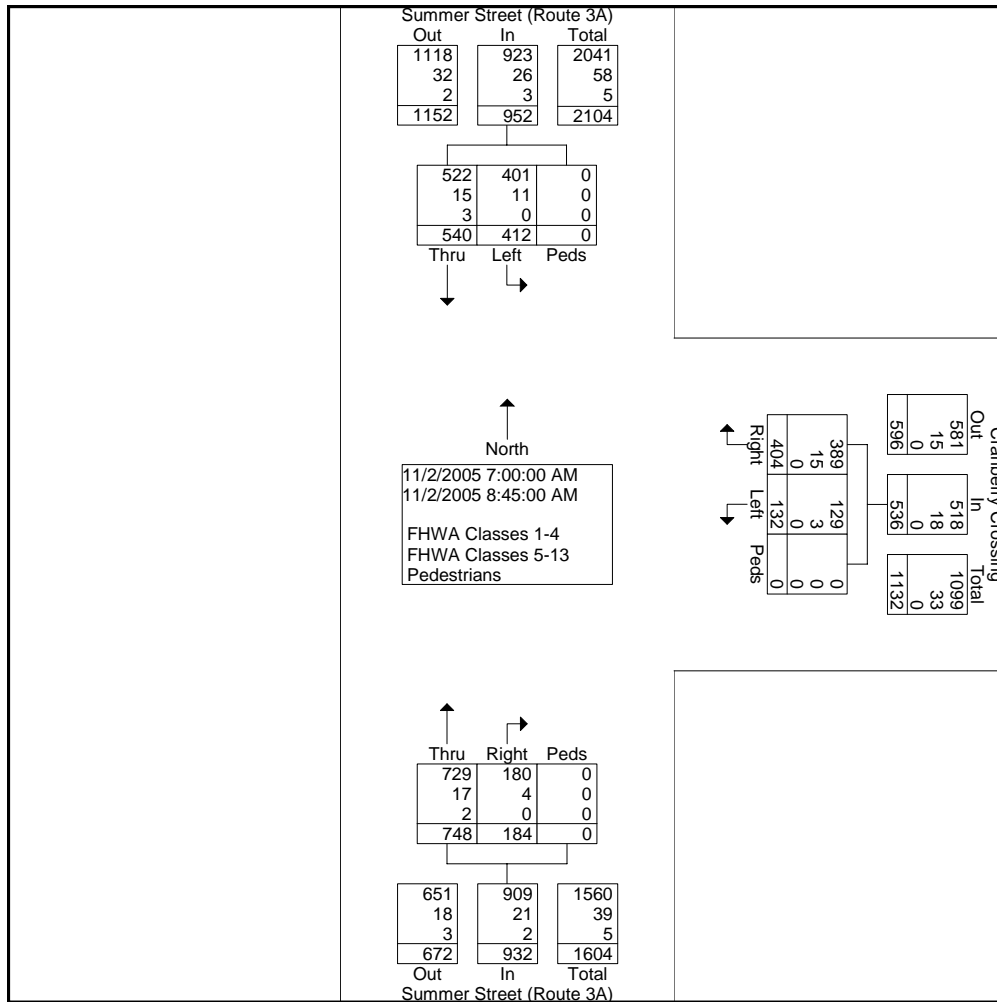 Summer Street (Route 3A)
Out In Total
1118 923 2041
32 26 58
2 3 5
1152 952 2104
522 401 0
15 11 0
3 0 0
540 412 0
Thru Left Peds
North
11/2/2005 7:00:00 AM
11/2/2005 8:45:00 AM
FHWA Classes 1-4
FHWA Classes 5-13
Pedestrians
Cranberry Crossing
Out In Total
581 518 1099
15 18 33
0 0 0
596 536 1132
389 129 0
15 3 0
0 0 0
404 132 0
Right Left Peds
Thru Right Peds
729 180 0
17 4 0
2 0 0
748 184 0
651 909 1560
18 21 39
3 2 5
672 932 1604
Out In Total
Summer Street (Route 3A)